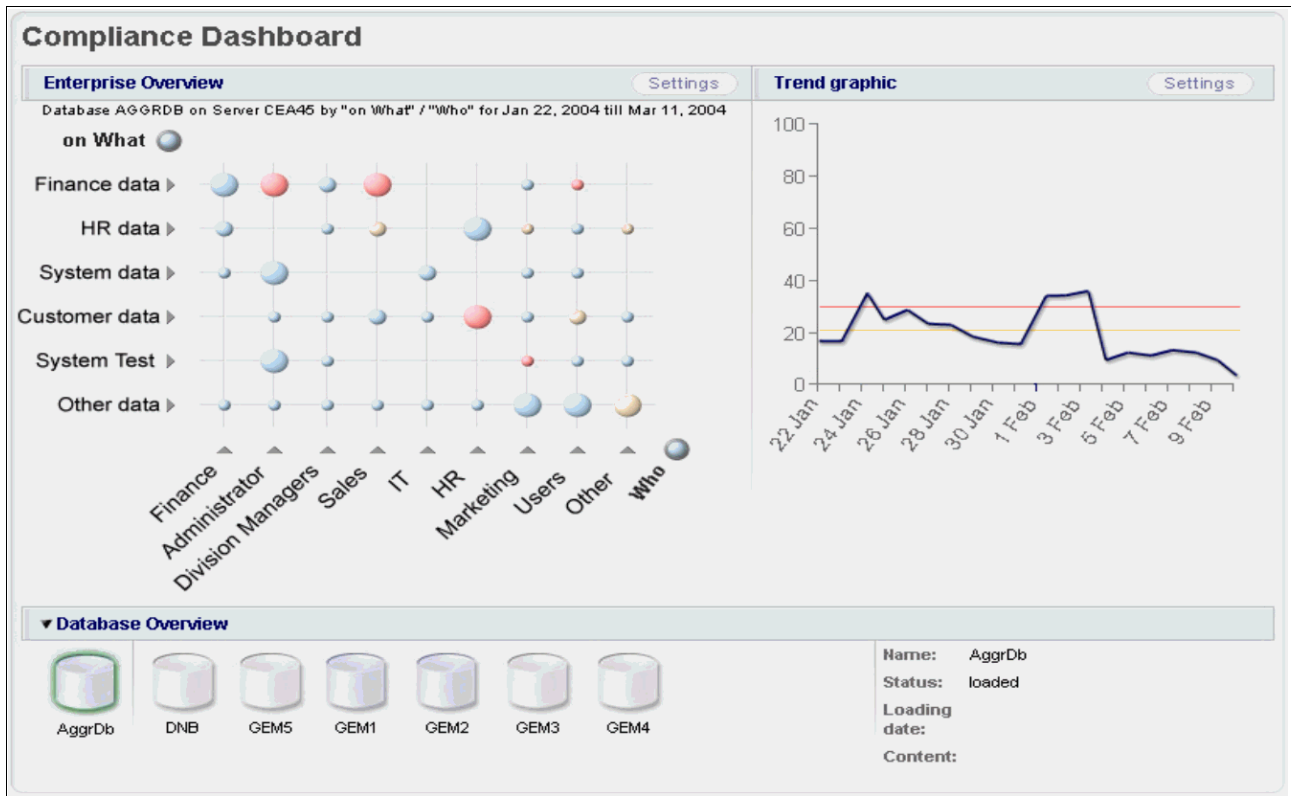 Compliance Dashboard
Enterprise Overview
Settings
Database AGGRDB on Server CEA45 by "on What" / "Who" for Jan 22, 2004 till Mar 11, 2004
on What
Finance data
HR data
System data
Customer data
System Test
Other data
Finance
Administrator
Division Managers
Sales
IT
HR
Marketing
Users
Other
Who
Trend graphic
Settings
100
80
60
40
20
0
22 Jan
24 Jan
26 Jan
28 Jan
30 Jan
1 Feb
3 Feb
5 Feb
7 Feb
9 Feb
Database Overview
AggrDb
DNB
GEM5
GEM1
GEM2
GEM3
GEM4
Name: AggrDb
Status: loaded
Loading
date:
Content: